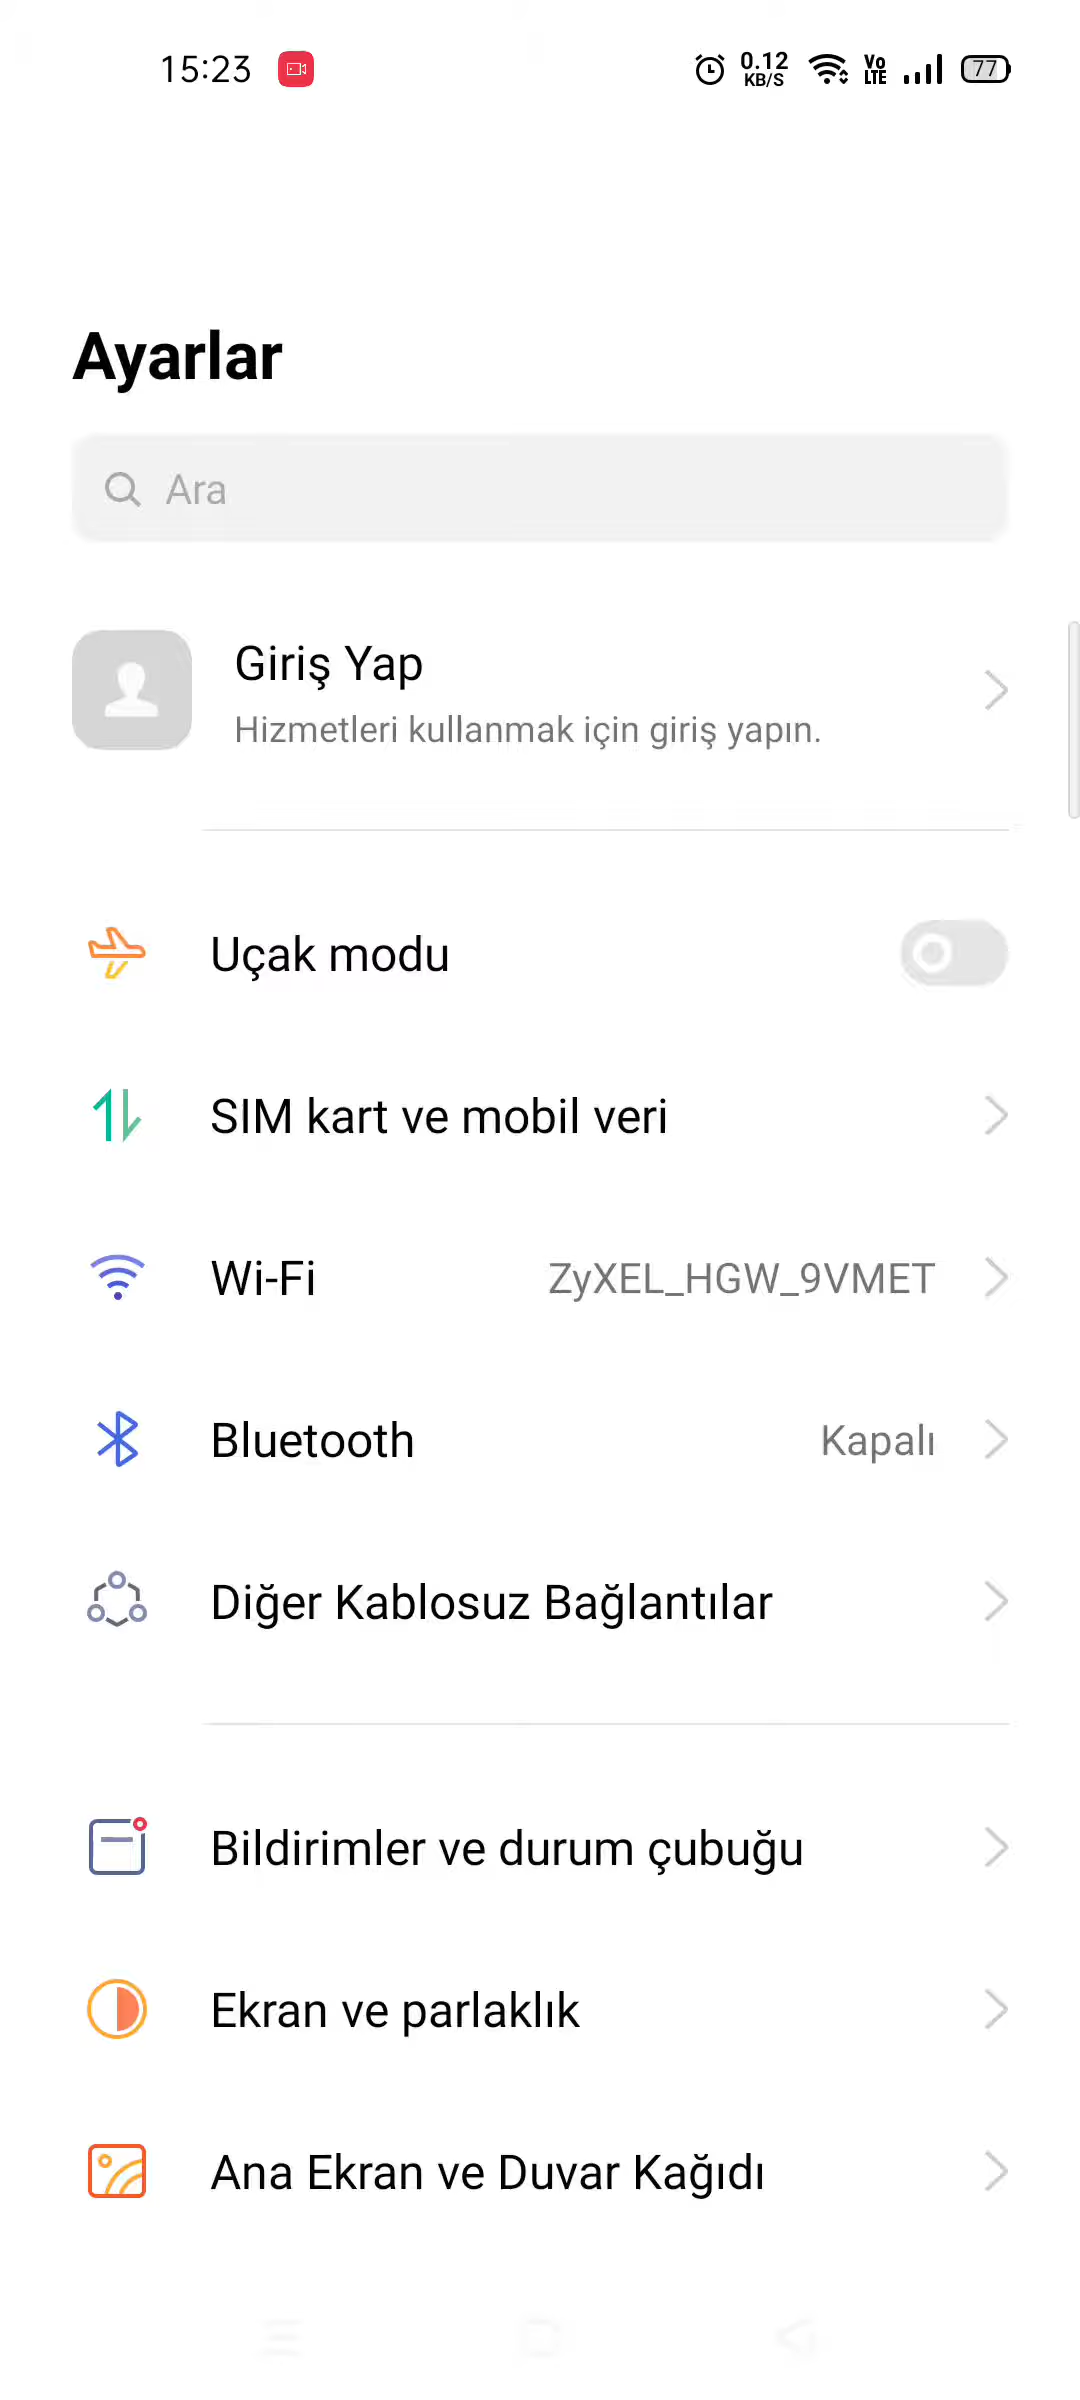 15:23
0.12
KB/S
Vo
LTE
77
Ayarlar
Ara
Giriş Yap
Hizmetleri kullanmak için giriş yapın.
Uçak modu
SIM kart ve mobil veri
Wi-Fi
ZyXEL_HGW_9VMET
Bluetooth
Kapalı
Diğer Kablosuz Bağlantılar
Bildirimler ve durum çubuğu
Ekran ve parlaklık
Ana Ekran ve Duvar Kağıdı